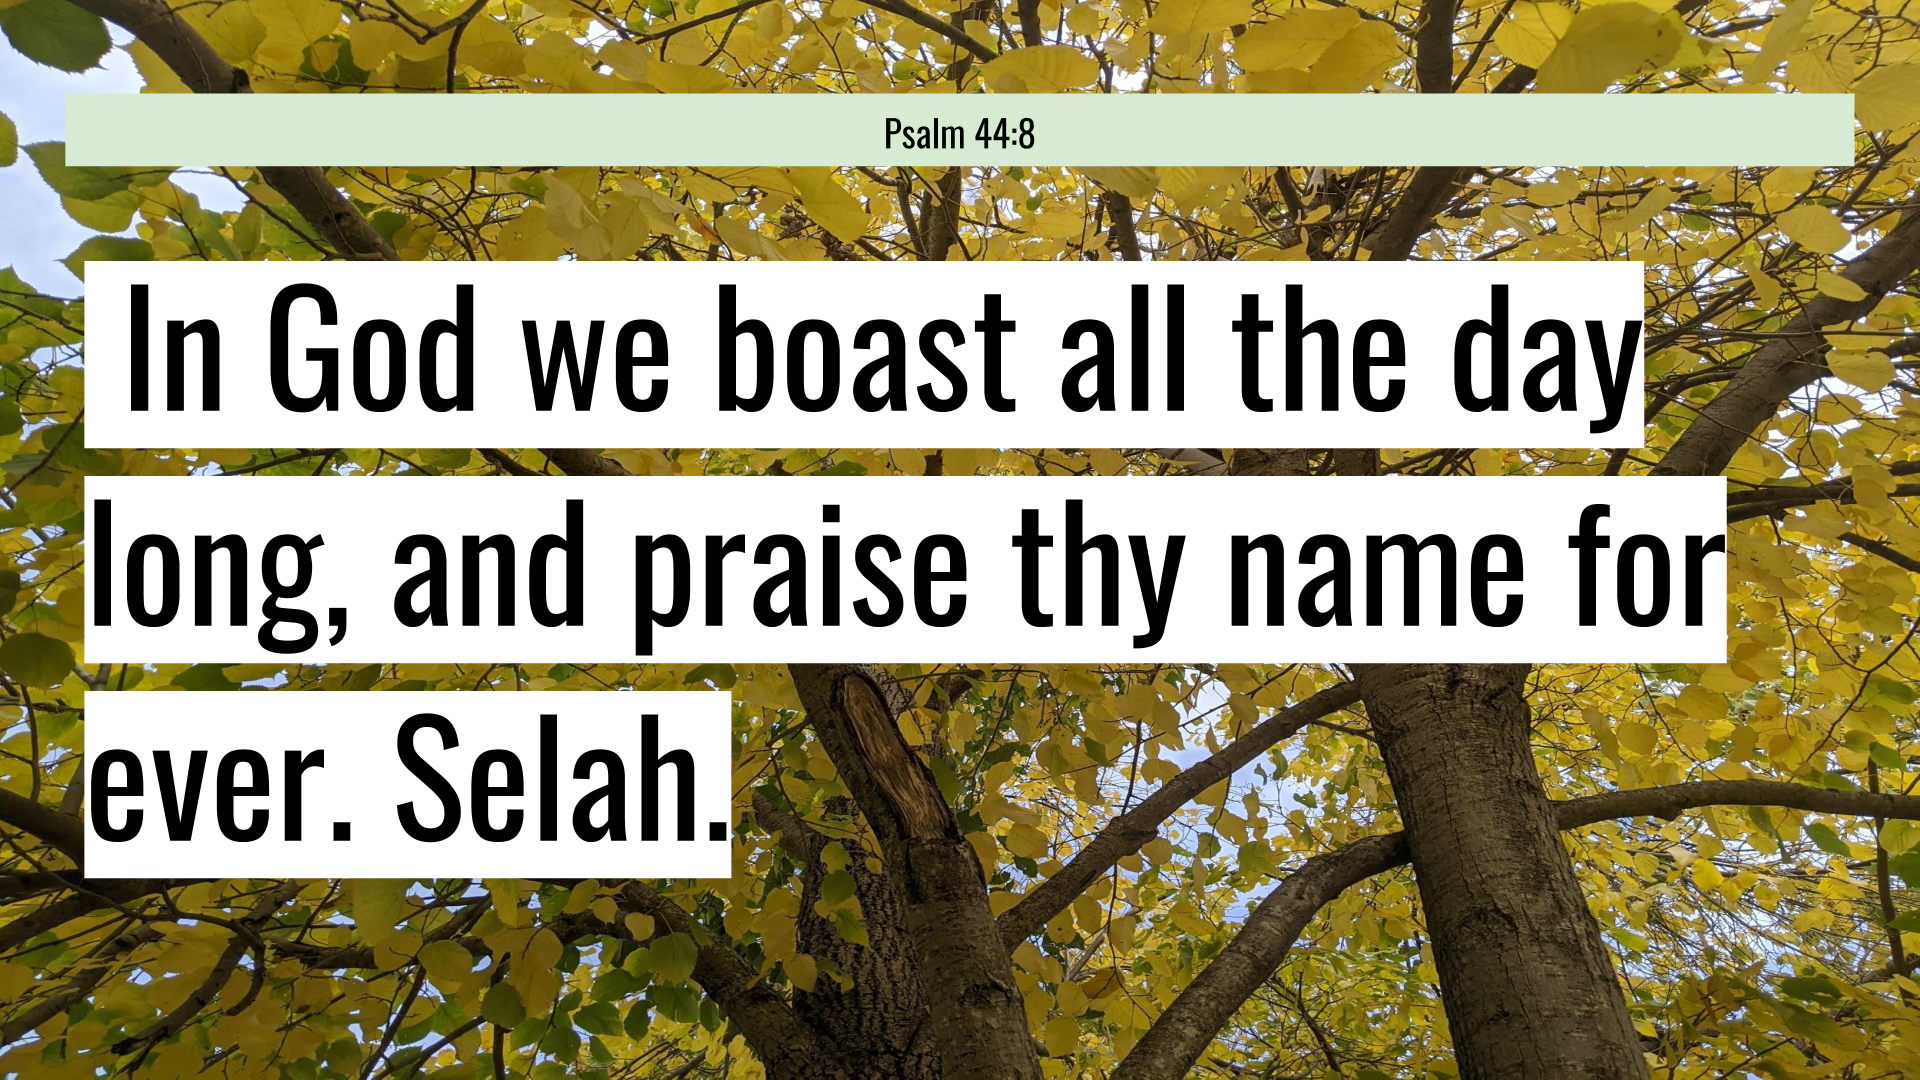 Psalm 44:8
In God we boast all the day
long, and praise thy name for
ever. Selah.